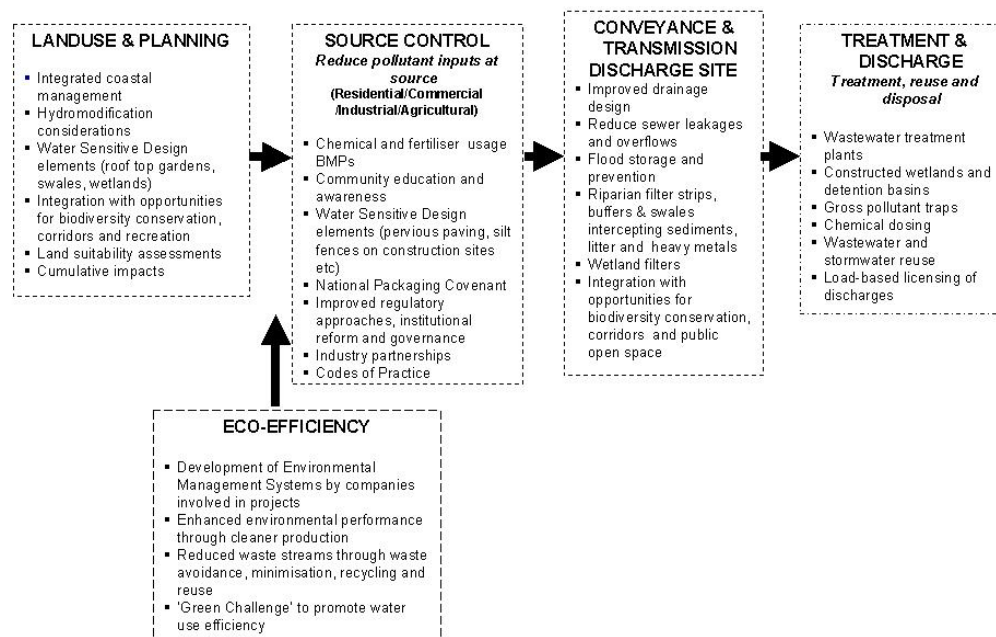 LANDUSE & PLANNING
▪ Integrated coastal
management
▪ Hydromodification
considerations
▪ Water Sensitive Design
elements (roof top gardens,
swales, wetlands)
▪ Integration with opportunities
for biodiversity conservation,
corridors and recreation
▪ Land suitability assessments
▪ Cumulative impacts
SOURCE CONTROL
Reduce pollutant inputs at
source
(Residential/Commercial
/Industrial/Agricultural)
▪ Chemical and fertiliser usage
BMPs
▪ Community education and
awareness
▪ Water Sensitive Design
elements (pervious paving, silt
fences on construction sites
etc)
▪ National Packaging Covenant
▪ Improved regulatory
approaches, institutional
reform and governance
▪ Industry partnerships
▪ Codes of Practice
CONVEYANCE &
TRANSMISSION
DISCHARGE SITE
▪ Improved drainage
design
▪ Reduce sewer leakages
and overflows
▪ Flood storage and
prevention
▪ Riparian filter strips,
buffers & swales
intercepting sediments,
litter and heavy metals
▪ Wetland filters
▪ Integration with
opportunities for
biodiversity conservation,
corridors and public
open space
TREATMENT &
DISCHARGE
Treatment, reuse and
disposal
▪ Wastewater treatment
plants
▪ Constructed wetlands and
detention basins
▪ Gross pollutant traps
▪ Chemical dosing
▪ Wastewater and
stormwater reuse
▪ Load-based licensing of
discharges
ECO-EFFICIENCY
▪ Development of Environmental
Management Systems by companies
involved in projects
▪ Enhanced environmental performance
through cleaner production
▪ Reduced waste streams through waste
avoidance, minimisation, recycling and
reuse
▪ 'Green Challenge' to promote water
use efficiency